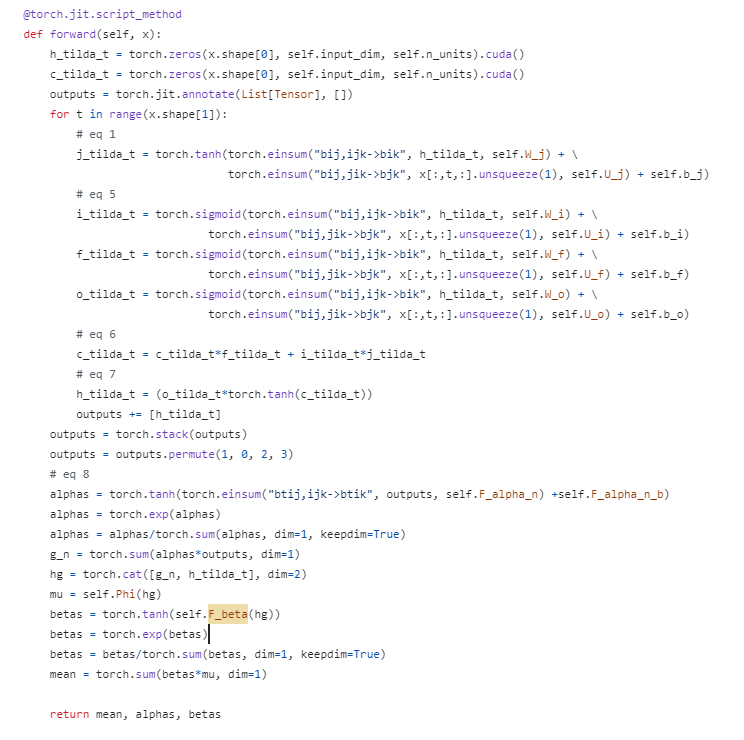 @torch.jit.script_method
def forward(self, x):
    h_tilda_t = torch.zeros(x.shape[0], self.input_dim, self.n_units).cuda()
    c_tilda_t = torch.zeros(x.shape[0], self.input_dim, self.n_units).cuda()
    outputs = torch.jit.annotate(List[Tensor], [])
    for t in range(x.shape[1]):
        # eq 1
        j_tilda_t = torch.tanh(torch.einsum("bij,ijk->bik", h_tilda_t, self.W_j) + \
                               torch.einsum("bij,jik->bjk", x[:,t,:].unsqueeze(1), self.U_j) + self.b_j)
        # eq 5
        i_tilda_t = torch.sigmoid(torch.einsum("bij,ijk->bik", h_tilda_t, self.W_i) + \
                            torch.einsum("bij,jik->bjk", x[:,t,:].unsqueeze(1), self.U_i) + self.b_i)
        f_tilda_t = torch.sigmoid(torch.einsum("bij,ijk->bik", h_tilda_t, self.W_f) + \
                            torch.einsum("bij,jik->bjk", x[:,t,:].unsqueeze(1), self.U_f) + self.b_f)
        o_tilda_t = torch.sigmoid(torch.einsum("bij,ijk->bik", h_tilda_t, self.W_o) + \
                            torch.einsum("bij,jik->bjk", x[:,t,:].unsqueeze(1), self.U_o) + self.b_o)
        # eq 6
        c_tilda_t = c_tilda_t*f_tilda_t + i_tilda_t*j_tilda_t
        # eq 7
        h_tilda_t = (o_tilda_t*torch.tanh(c_tilda_t))
        outputs += [h_tilda_t]
    outputs = torch.stack(outputs)
    outputs = outputs.permute(1, 0, 2, 3)
    # eq 8
    alphas = torch.tanh(torch.einsum("btij,ijk->btik", outputs, self.F_alpha_n) +self.F_alpha_n_b)
    alphas = torch.exp(alphas)
    alphas = alphas/torch.sum(alphas, dim=1, keepdim=True)
    g_n = torch.sum(alphas*outputs, dim=1)
    hg = torch.cat([g_n, h_tilda_t], dim=2)
    mu = self.Phi(hg)
    betas = torch.tanh(self.F_beta(hg))
    betas = torch.exp(betas)
    betas = betas/torch.sum(betas, dim=1, keepdim=True)
    mean = torch.sum(betas*mu, dim=1)

    return mean, alphas, betas